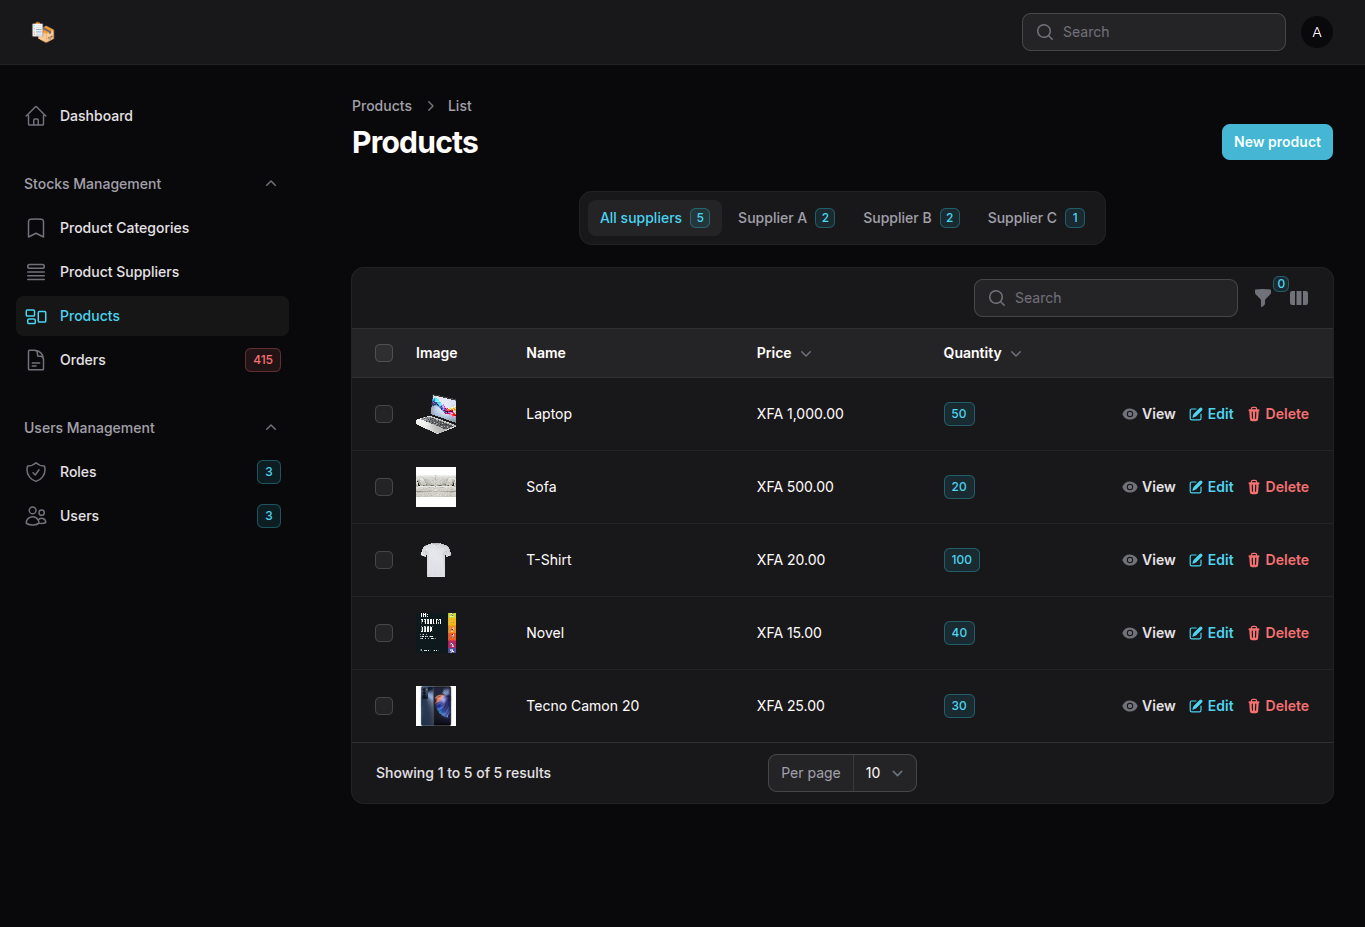 Search
A
Dashboard
Stocks Management
Product Categories
Product Suppliers
Products
Orders 415
Users Management
Roles 3
Users 3
Products > List
Products
New product
All suppliers 5 Supplier A 2 Supplier B 2 Supplier C 1
Search
0
Image Name Price Quantity
Laptop XFA 1,000.00 50 View Edit Delete
Sofa XFA 500.00 20 View Edit Delete
T-Shirt XFA 20.00 100 View Edit Delete
Novel XFA 15.00 40 View Edit Delete
Tecno Camon 20 XFA 25.00 30 View Edit Delete
Showing 1 to 5 of 5 results
Per page 10